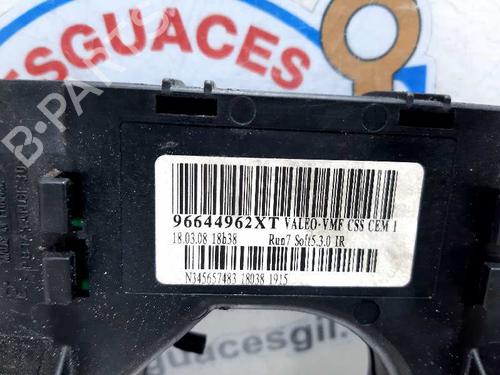 GUACES
ESGUACES
B-PARTS
96644962XT VALEO-VMF CSS CEM 1
18.03.08 18h38 Run7 Soft5.3.0 IR
N345657483 18038 1915
guacesgil.